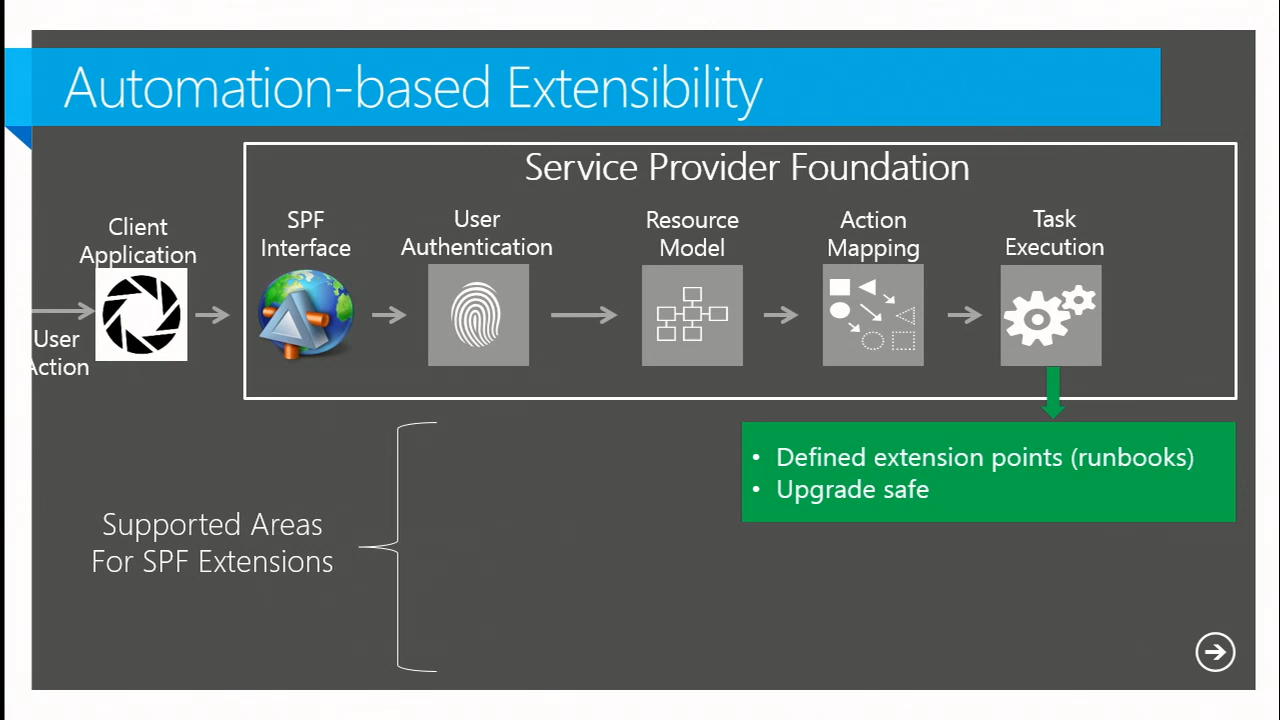 Automation-based Extensibility
Service Provider Foundation
Client
Application
SPF
Interface
User
Authentication
Resource
Model
Action
Mapping
Task
Execution
User
Action
• Defined extension points (runbooks)
• Upgrade safe
Supported Areas
For SPF Extensions